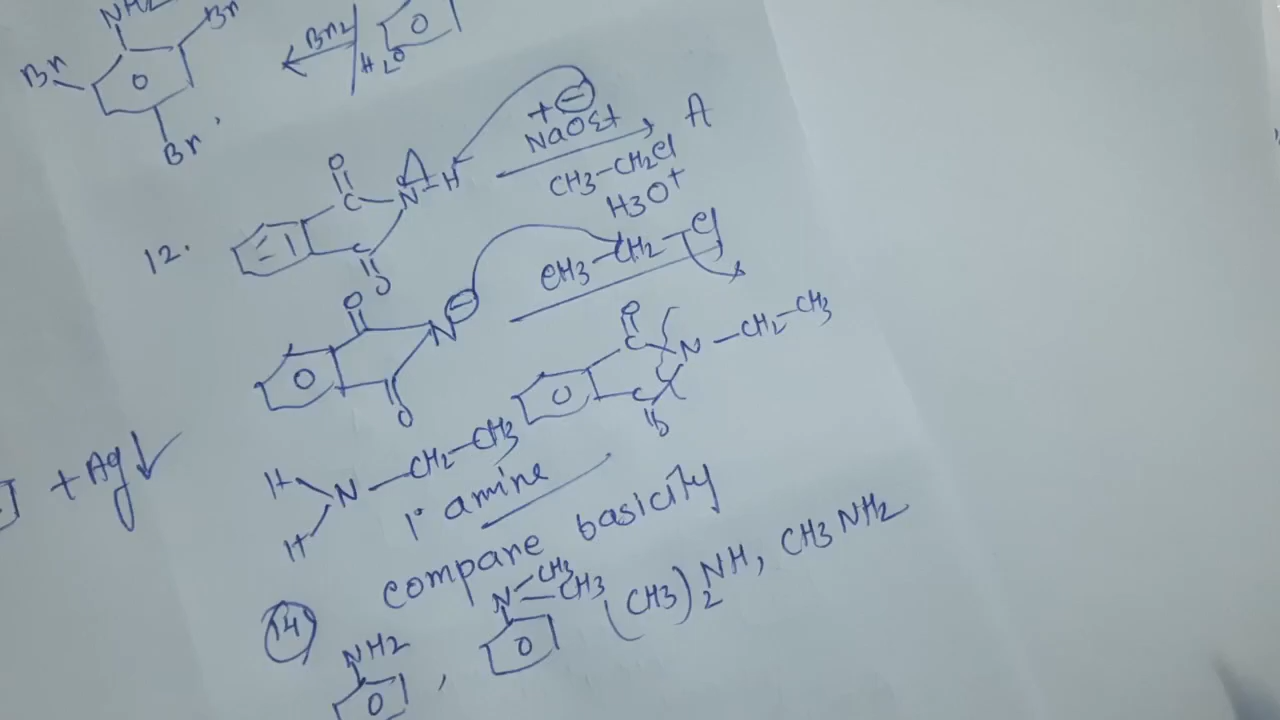 NH2
Br
Br
Br
Br2
H2O
O
O
12.
O
C
N-H
C
O
+ ⊖
NaOEt
A
CH3-CH2Cl
H3O+
O
N ⊖
O
O
CH3-CH2-Cl
O
C
N-CH2-CH3
O
C
O
+ Ag↓
H
N-CH2-CH3
H
1° amine
14 compare basicity
NH2
O
,
N-CH3
-CH3
O
(CH3)2NH, CH3NH2